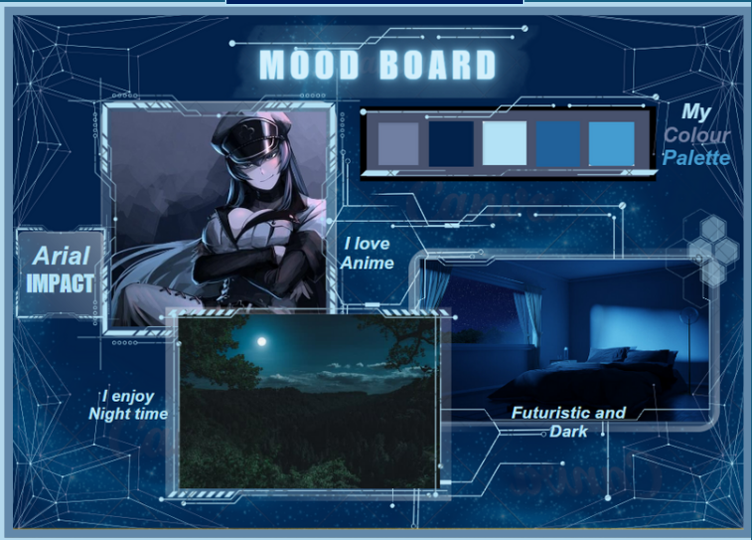 MOOD BOARD
My
Colour
Palette
Arial
IMPACT
I love
Anime
I enjoy
Night time
Futuristic and
Dark